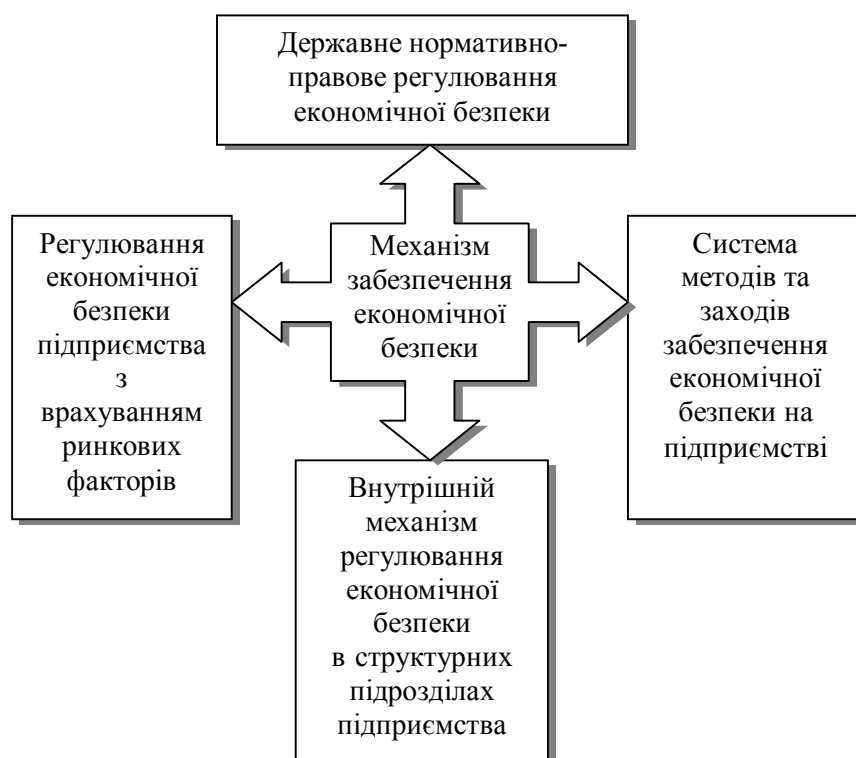 Державне нормативно-
правове регулювання
економічної безпеки
Регулювання
економічної
безпеки
підприємства
з
врахуванням
ринкових
факторів
Механізм
забезпечення
економічної
безпеки
Система
методів та
заходів
забезпечення
економічної
безпеки на
підприємстві
Внутрішній
механізм
регулювання
економічної
безпеки
в структурних
підрозділах
підприємства